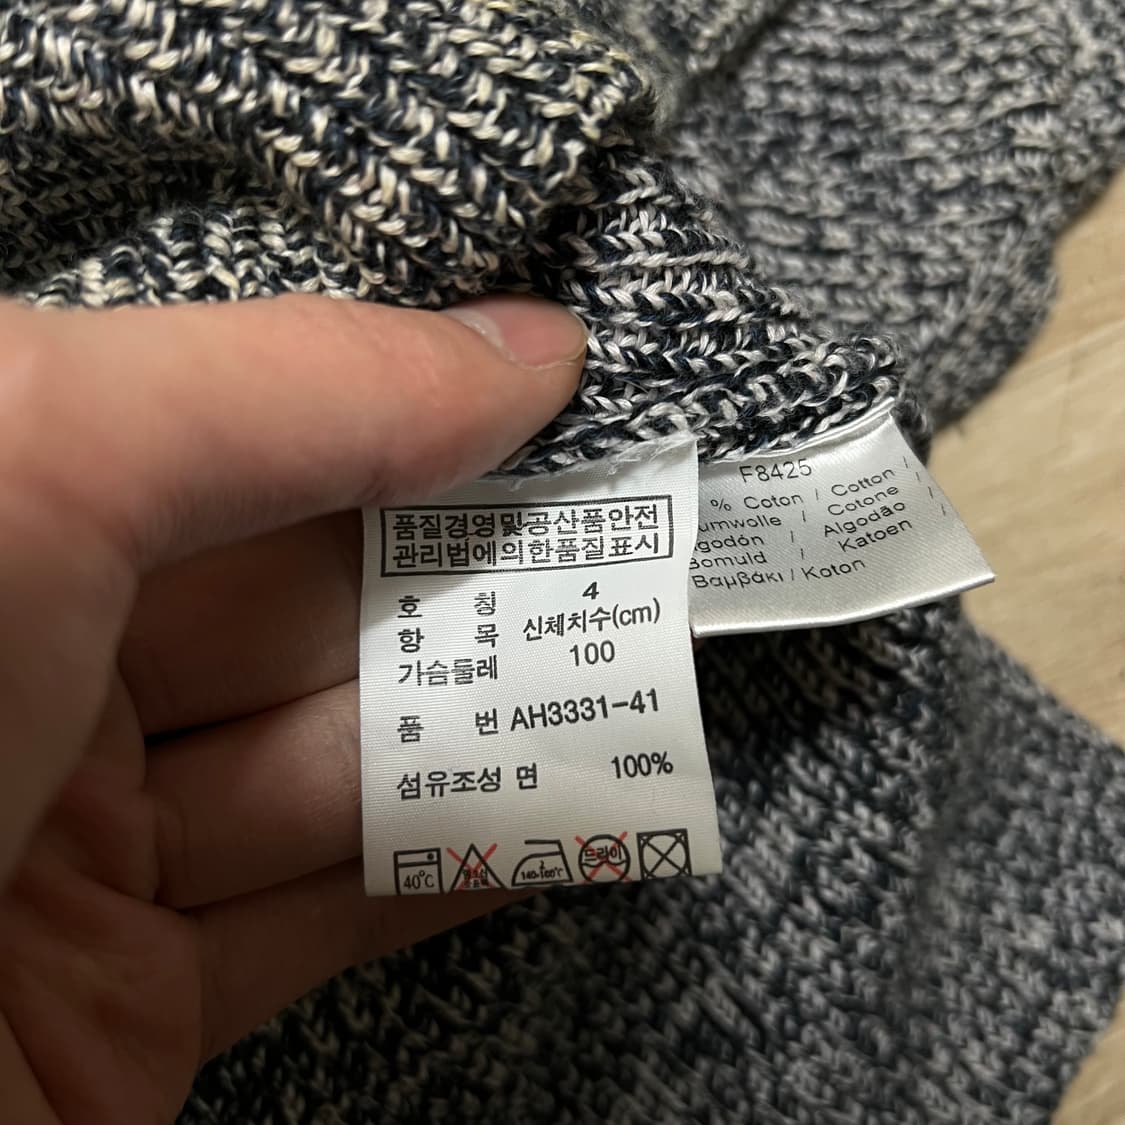 품질경영및공산품안전
관리법에의한품질표시
호 칭 4
항 목 신체치수(cm)
가슴둘레 100
품 번 AH3331-41
섬유조성 면 100%
40℃ 140~160℃ 드라이
F8425
% Coton / Cotton /
umwolle / Cotone /
godón / Algodão
Bomuld / Katoen
Βαμβάκι / Koton